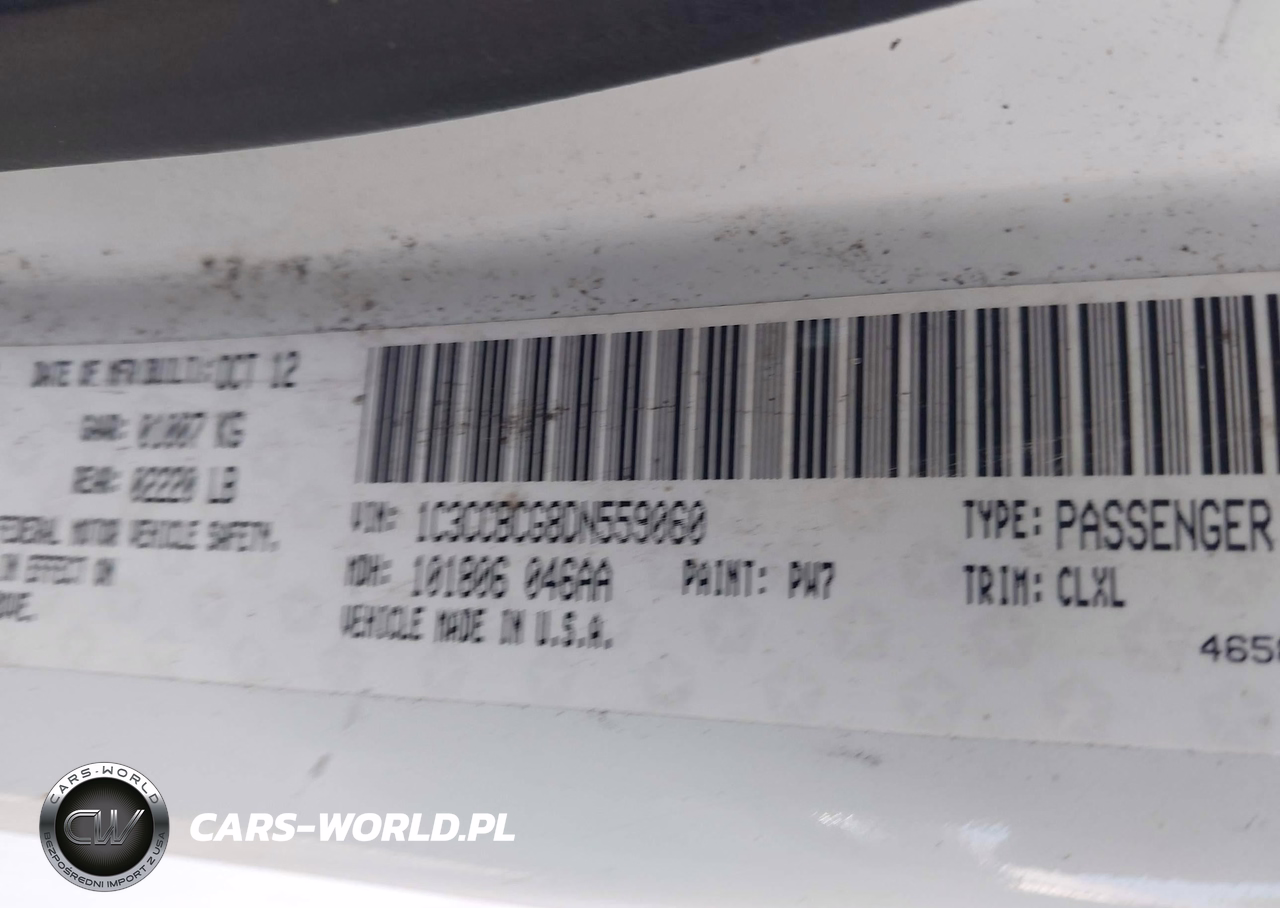 DATE OF MFR BUILD: OCT 12
GAWR: 01007 KG
REAR: 02220 LB
FEDERAL MOTOR VEHICLE SAFETY.
IN EFFECT ON
OVE.
VIN: 1C3CCBCG8DN559060
MDH: 101806 046AA
PAINT: PW7
VEHICLE MADE IN U.S.A.
TYPE: PASSENGER
TRIM: CLXL
465
CARS-WORLD
CW
BEZPOŚREDNI IMPORT Z USA
CARS-WORLD.PL